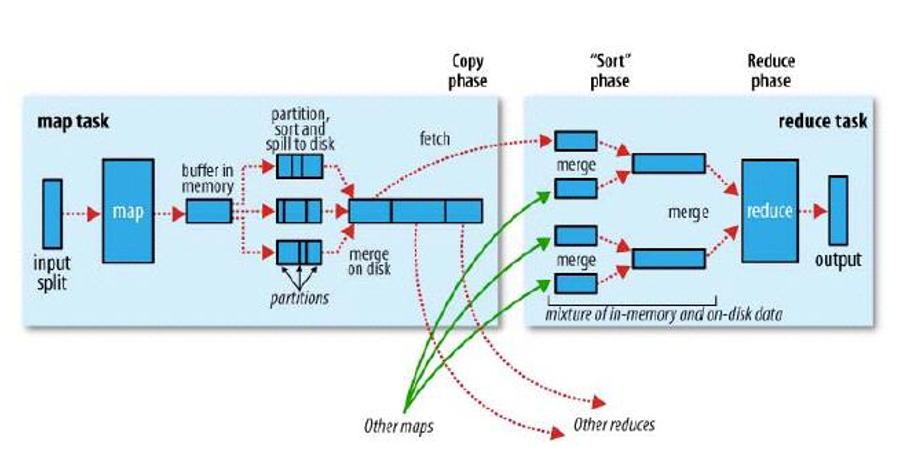 Copy
phase
“Sort”
phase
Reduce
phase
map task
partition,
sort and
spill to disk
fetch
reduce task
buffer in
memory
merge
map
merge
reduce
input
split
merge
on disk
merge
output
partitions
mixture of in-memory and on-disk data
Other maps
Other reduces